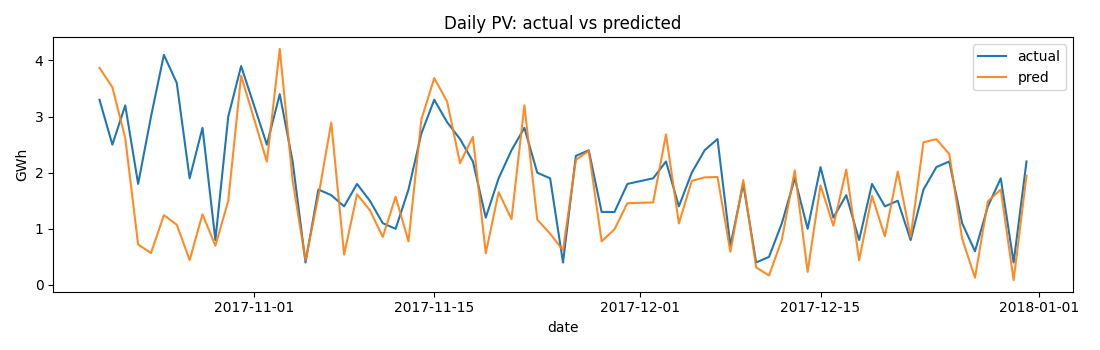 Daily PV: actual vs predicted
actual
pred
GWh
4
3
2
1
0
2017-11-01 2017-11-15 2017-12-01 2017-12-15 2018-01-01
date